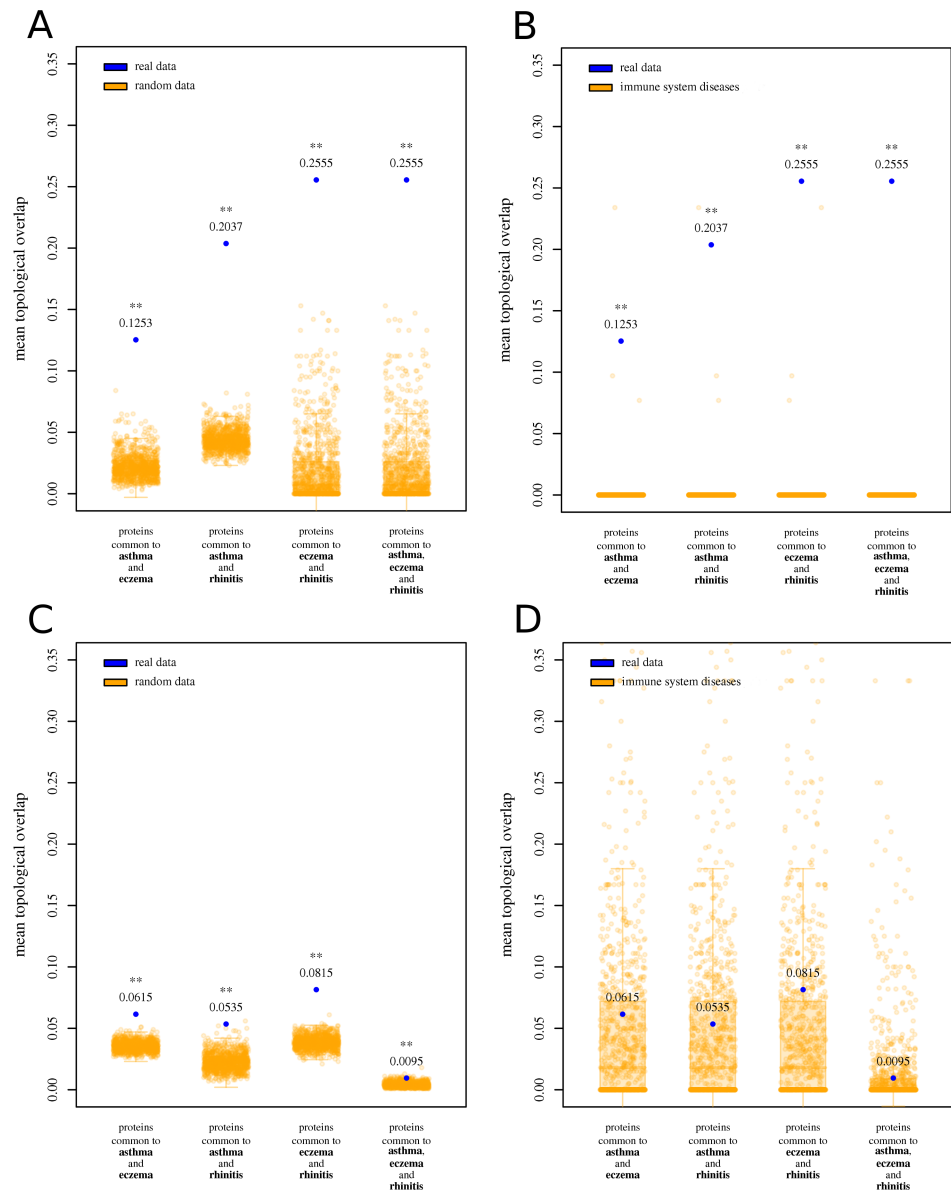 A
mean topological overlap
0.35
0.30
0.25
0.20
0.15
0.10
0.05
0.00
real data
random data
**
0.1253
**
0.2037
**
0.2555
**
0.2555
proteins
common to
asthma
and
eczema
proteins
common to
asthma
and
rhinitis
proteins
common to
eczema
and
rhinitis
proteins
common to
asthma,
eczema
and
rhinitis
B
mean topological overlap
0.35
0.30
0.25
0.20
0.15
0.10
0.05
0.00
real data
immune system diseases
**
0.1253
**
0.2037
**
0.2555
**
0.2555
proteins
common to
asthma
and
eczema
proteins
common to
asthma
and
rhinitis
proteins
common to
eczema
and
rhinitis
proteins
common to
asthma,
eczema
and
rhinitis
C
mean topological overlap
0.35
0.30
0.25
0.20
0.15
0.10
0.05
0.00
real data
random data
**
0.0615
**
0.0535
**
0.0815
**
0.0095
proteins
common to
asthma
and
eczema
proteins
common to
asthma
and
rhinitis
proteins
common to
eczema
and
rhinitis
proteins
common to
asthma,
eczema
and
rhinitis
D
mean topological overlap
0.35
0.30
0.25
0.20
0.15
0.10
0.05
0.00
real data
immune system diseases
0.0615
0.0535
0.0815
0.0095
proteins
common to
asthma
and
eczema
proteins
common to
asthma
and
rhinitis
proteins
common to
eczema
and
rhinitis
proteins
common to
asthma,
eczema
and
rhinitis